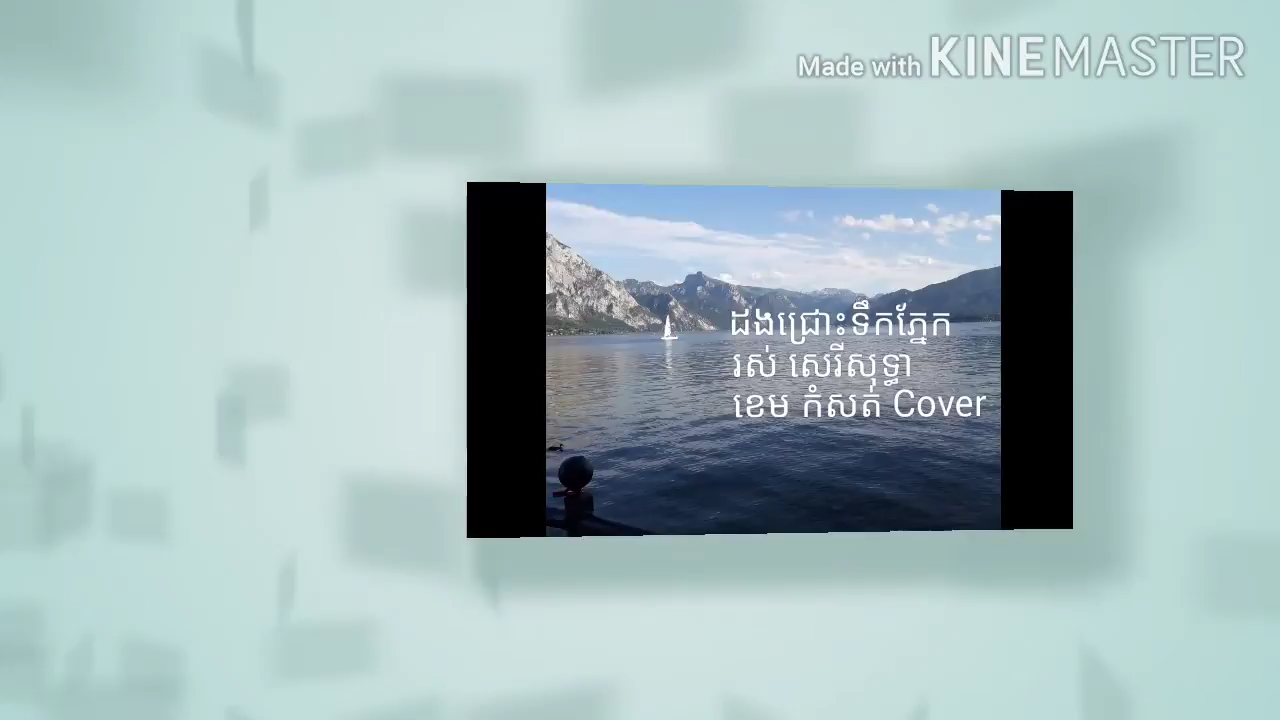 Made with KINEMASTER
ដងជ្រោះទឹកភ្នែក
រស់ សេរីសុទ្ធា
ខេម កំសត់ Cover